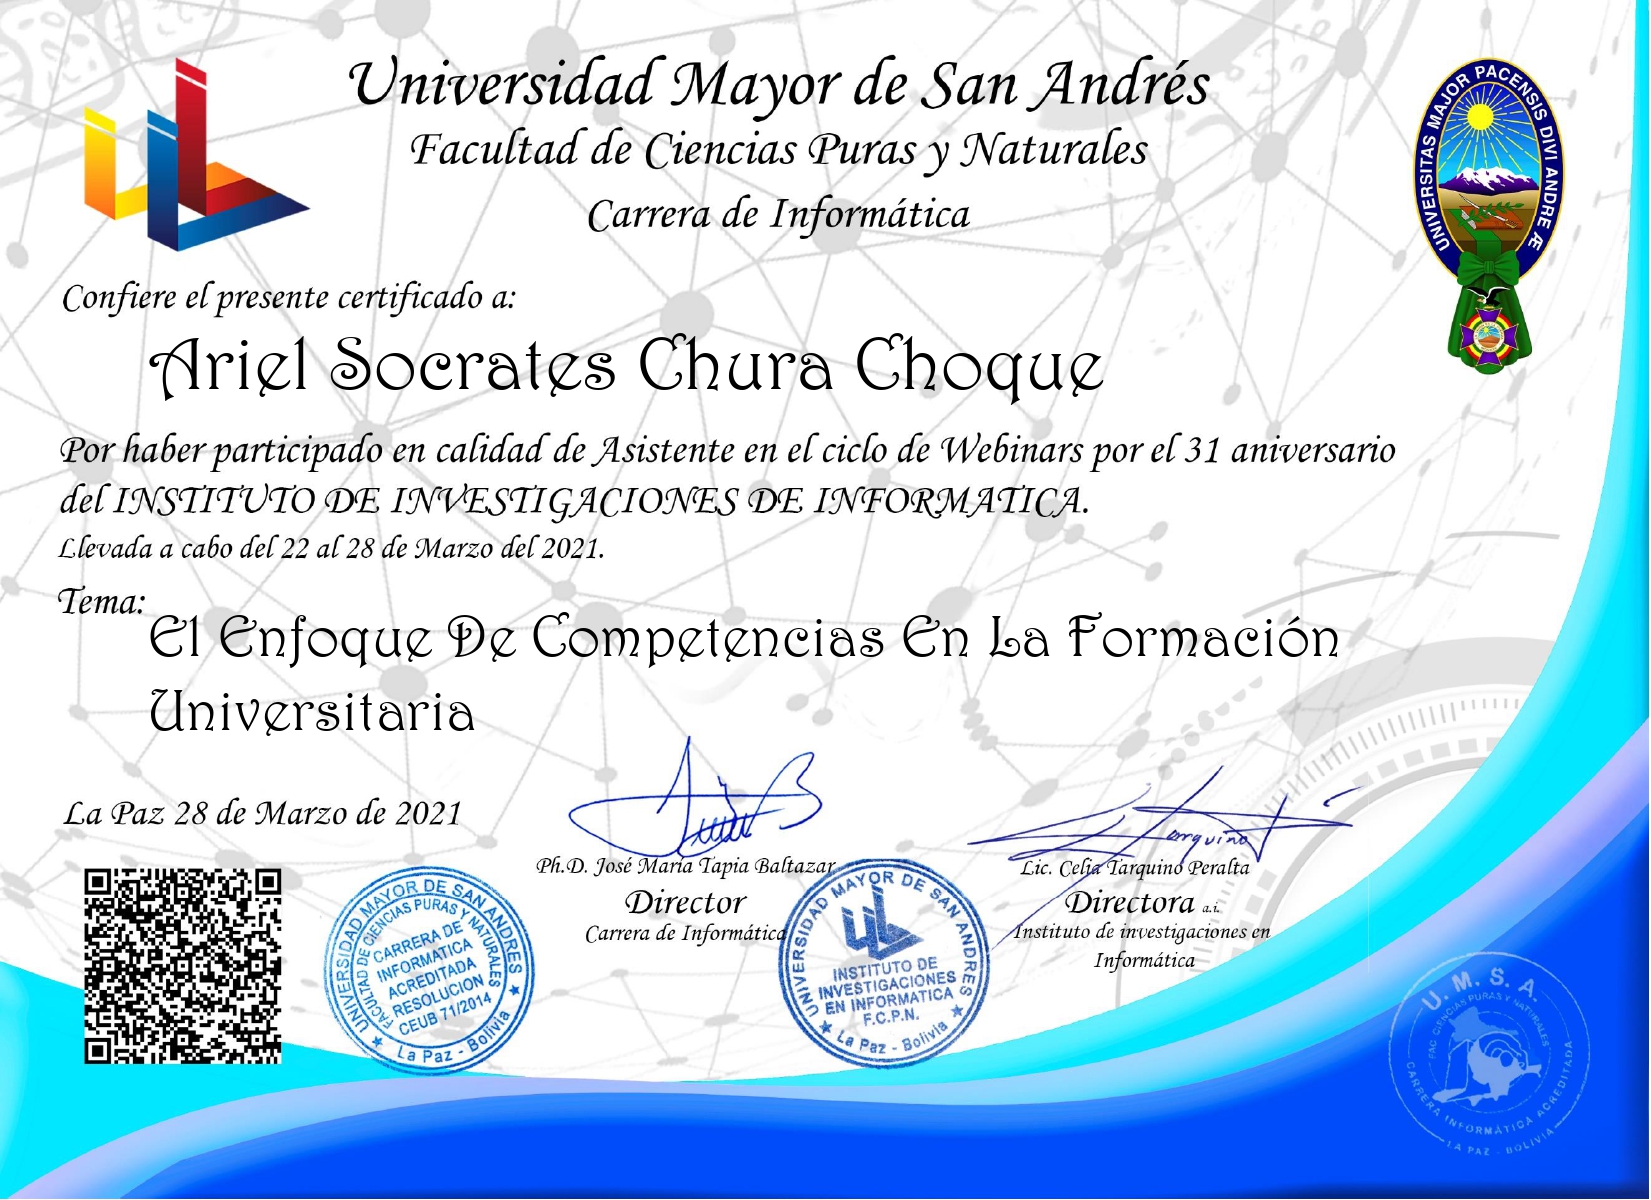 Universidad Mayor de San Andrés
Facultad de Ciencias Puras y Naturales
Carrera de Informática
UNIVERSITAS MAJOR PACENSIS DIVI ANDRE Æ
Confiere el presente certificado a:
Ariel Socrates Chura Choque
Por haber participado en calidad de Asistente en el ciclo de Webinars por el 31 aniversario
del INSTITUTO DE INVESTIGACIONES DE INFORMATICA.
Llevada a cabo del 22 al 28 de Marzo del 2021.
Tema:
El Enfoque De Competencias En La Formación
Universitaria
La Paz 28 de Marzo de 2021
Tarquino
Ph.D. José María Tapia Baltazar
Director
Carrera de Informática
Lic. Celia Tarquino Peralta
Directora a.i.
Instituto de investigaciones en
Informática
UNIVERSIDAD MAYOR DE SAN ANDRES
FACULTAD DE CIENCIAS PURAS Y NATURALES
CARRERA DE
INFORMATICA
ACREDITADA
RESOLUCION
CEUB 71/2014
La Paz - Bolivia
UNIVERSIDAD MAYOR DE SAN ANDRES
INSTITUTO DE
INVESTIGACIONES
EN INFORMATICA
F.C.P.N.
La Paz - Bolivia
U. M. S. A.
FAC CIENCIAS PURAS Y NATURALES
CARRERA INFORMÁTICA ACREDITADA
LA PAZ - BOLIVIA